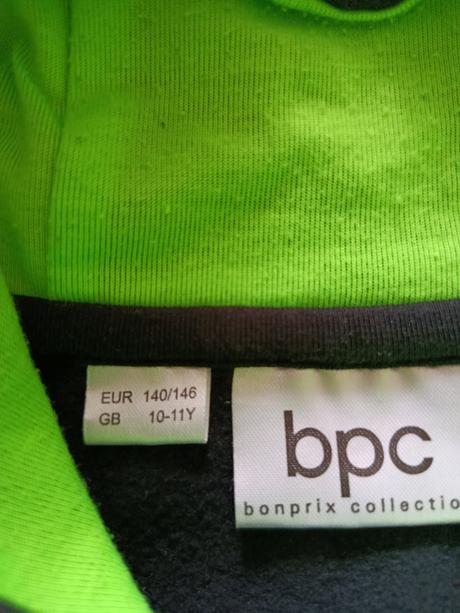 EUR 140/146
GB 10-11Y
bpc
bonprix collectio